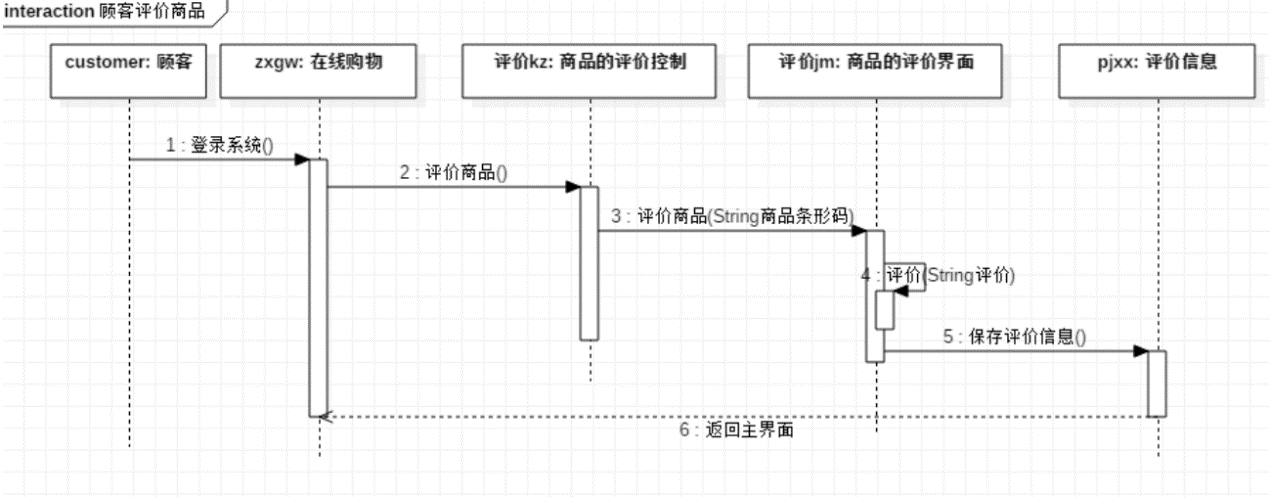 interaction 顾客评价商品
customer: 顾客
zxgw: 在线购物
评价kz: 商品的评价控制
评价jm: 商品的评价界面
pjxx: 评价信息
1 : 登录系统()
2 : 评价商品()
3 : 评价商品(String商品条形码)
4 : 评价(String评价)
5 : 保存评价信息()
6 : 返回主界面